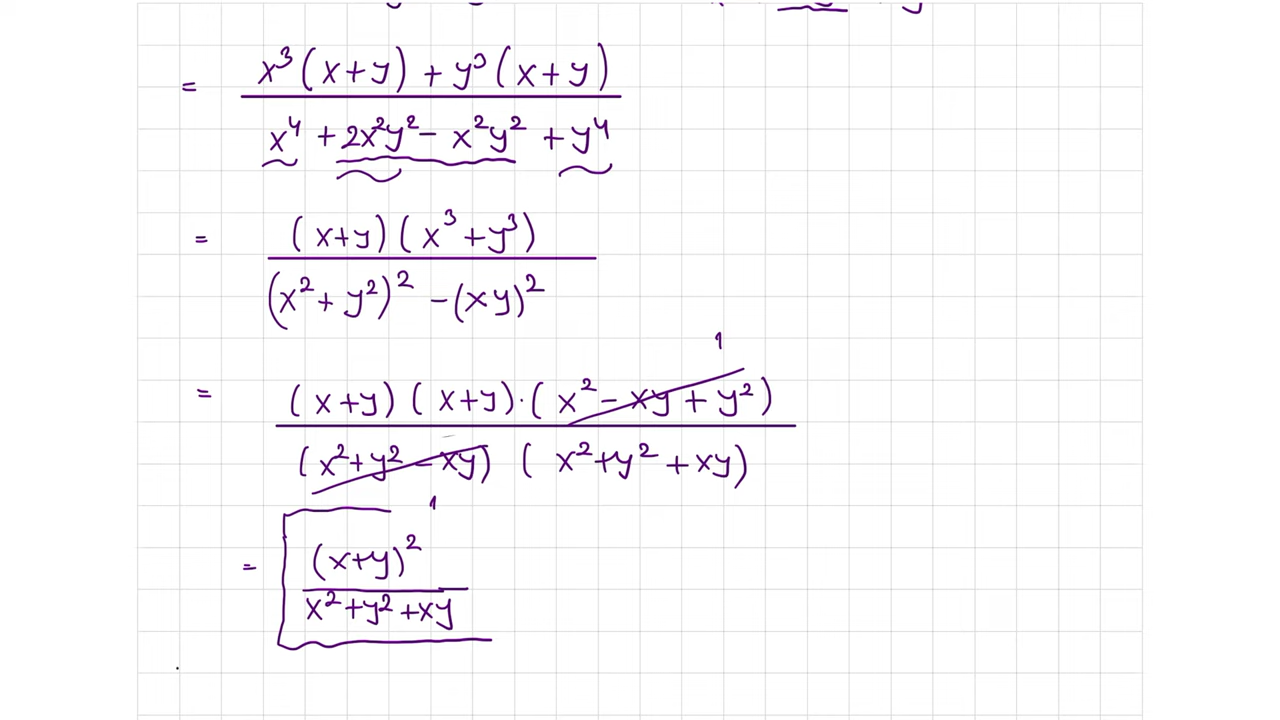 = x³(x+y) + y³(x+y)
x⁴ + 2x²y² - x²y² + y⁴
= (x+y)(x³+y³)
(x²+y²)² - (xy)²
1
= (x+y)(x+y)·(x² - xy + y²)
(x²+y² - xy) (x²+y² + xy)
1
= (x+y)²
x²+y²+xy